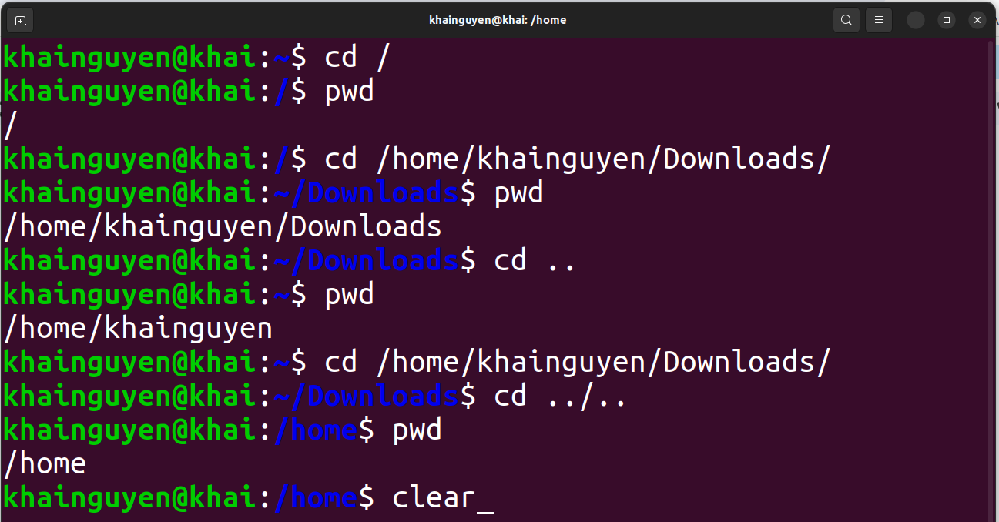 khainguyen@khai: /home
khainguyen@khai:~$ cd /
khainguyen@khai:/$ pwd
/
khainguyen@khai:/$ cd /home/khainguyen/Downloads/
khainguyen@khai:~/Downloads$ pwd
/home/khainguyen/Downloads
khainguyen@khai:~/Downloads$ cd ..
khainguyen@khai:~$ pwd
/home/khainguyen
khainguyen@khai:~$ cd /home/khainguyen/Downloads/
khainguyen@khai:~/Downloads$ cd ../..
khainguyen@khai:/home$ pwd
/home
khainguyen@khai:/home$ clear_